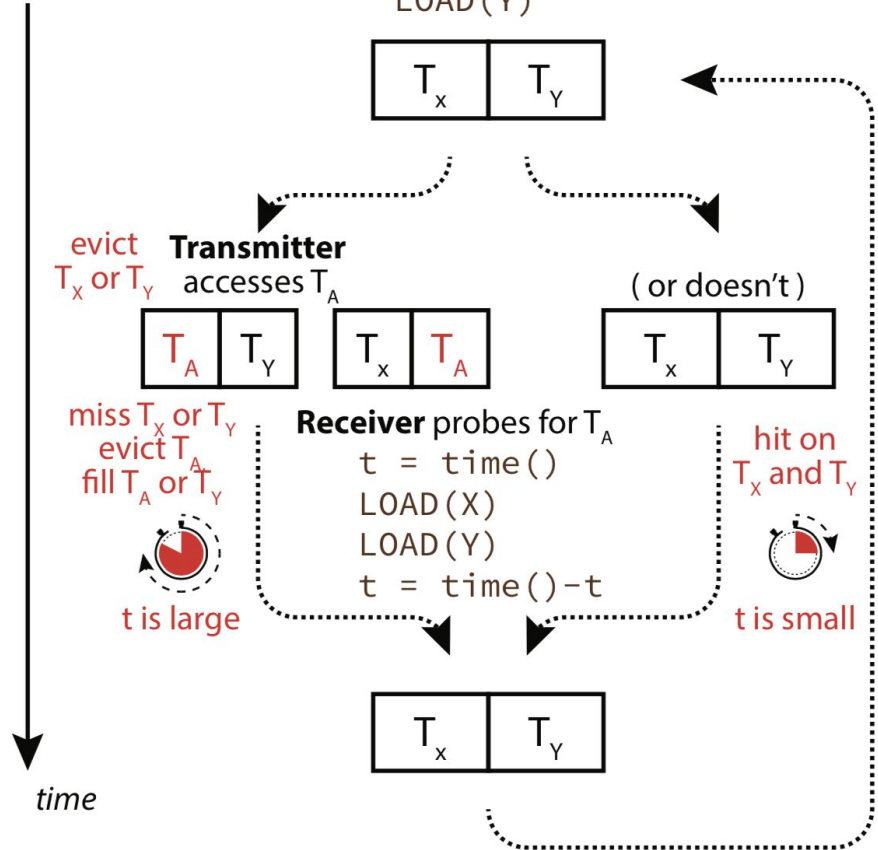 LOAD(Y)
Tx TY
evict
TX or TY
Transmitter
accesses TA
( or doesn't )
TA TY
Tx TA
Tx TY
miss TX or TY
evict TA
fill TA or TY
t is large
Receiver probes for TA
t = time()
LOAD(X)
LOAD(Y)
t = time()-t
hit on
TX and TY
t is small
Tx TY
time